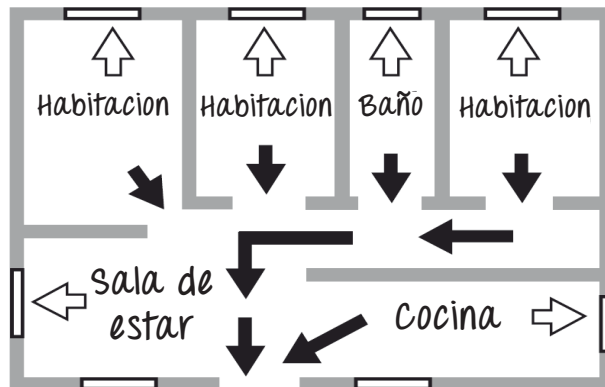 Habitacion
Habitacion
Baño
Habitacion
Sala de
estar
Cocina